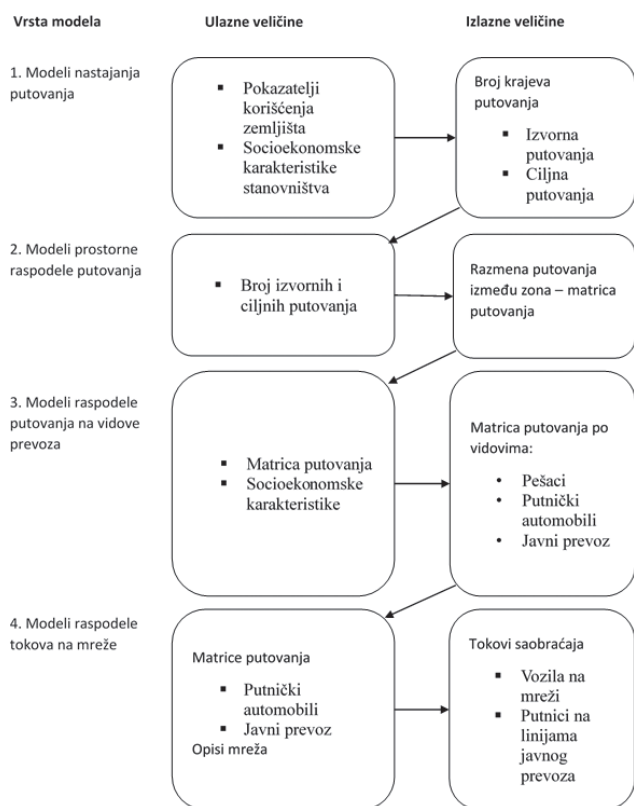 Vrsta modela
Ulazne veličine
Izlazne veličine
1. Modeli nastajanja
putovanja
▪ Pokazatelji
korišćenja
zemljišta
▪ Socioekonomske
karakteristike
stanovništva
Broj krajeva
putovanja
▪ Izvorna
putovanja
▪ Ciljna
putovanja
2. Modeli prostorne
raspodele putovanja
▪ Broj izvornih i
ciljnih putovanja
Razmena putovanja
između zona – matrica
putovanja
3. Modeli raspodele
putovanja na vidove
prevoza
▪ Matrica putovanja
▪ Socioekonomske
karakteristike
Matrica putovanja po
vidovima:
• Pešaci
• Putnički
automobili
• Javni prevoz
4. Modeli raspodele
tokova na mreže
Matrice putovanja
▪ Putnički
automobili
▪ Javni prevoz
Opisi mreža
Tokovi saobraćaja
▪ Vozila na
mreži
▪ Putnici na
linijama
javnog
prevoza